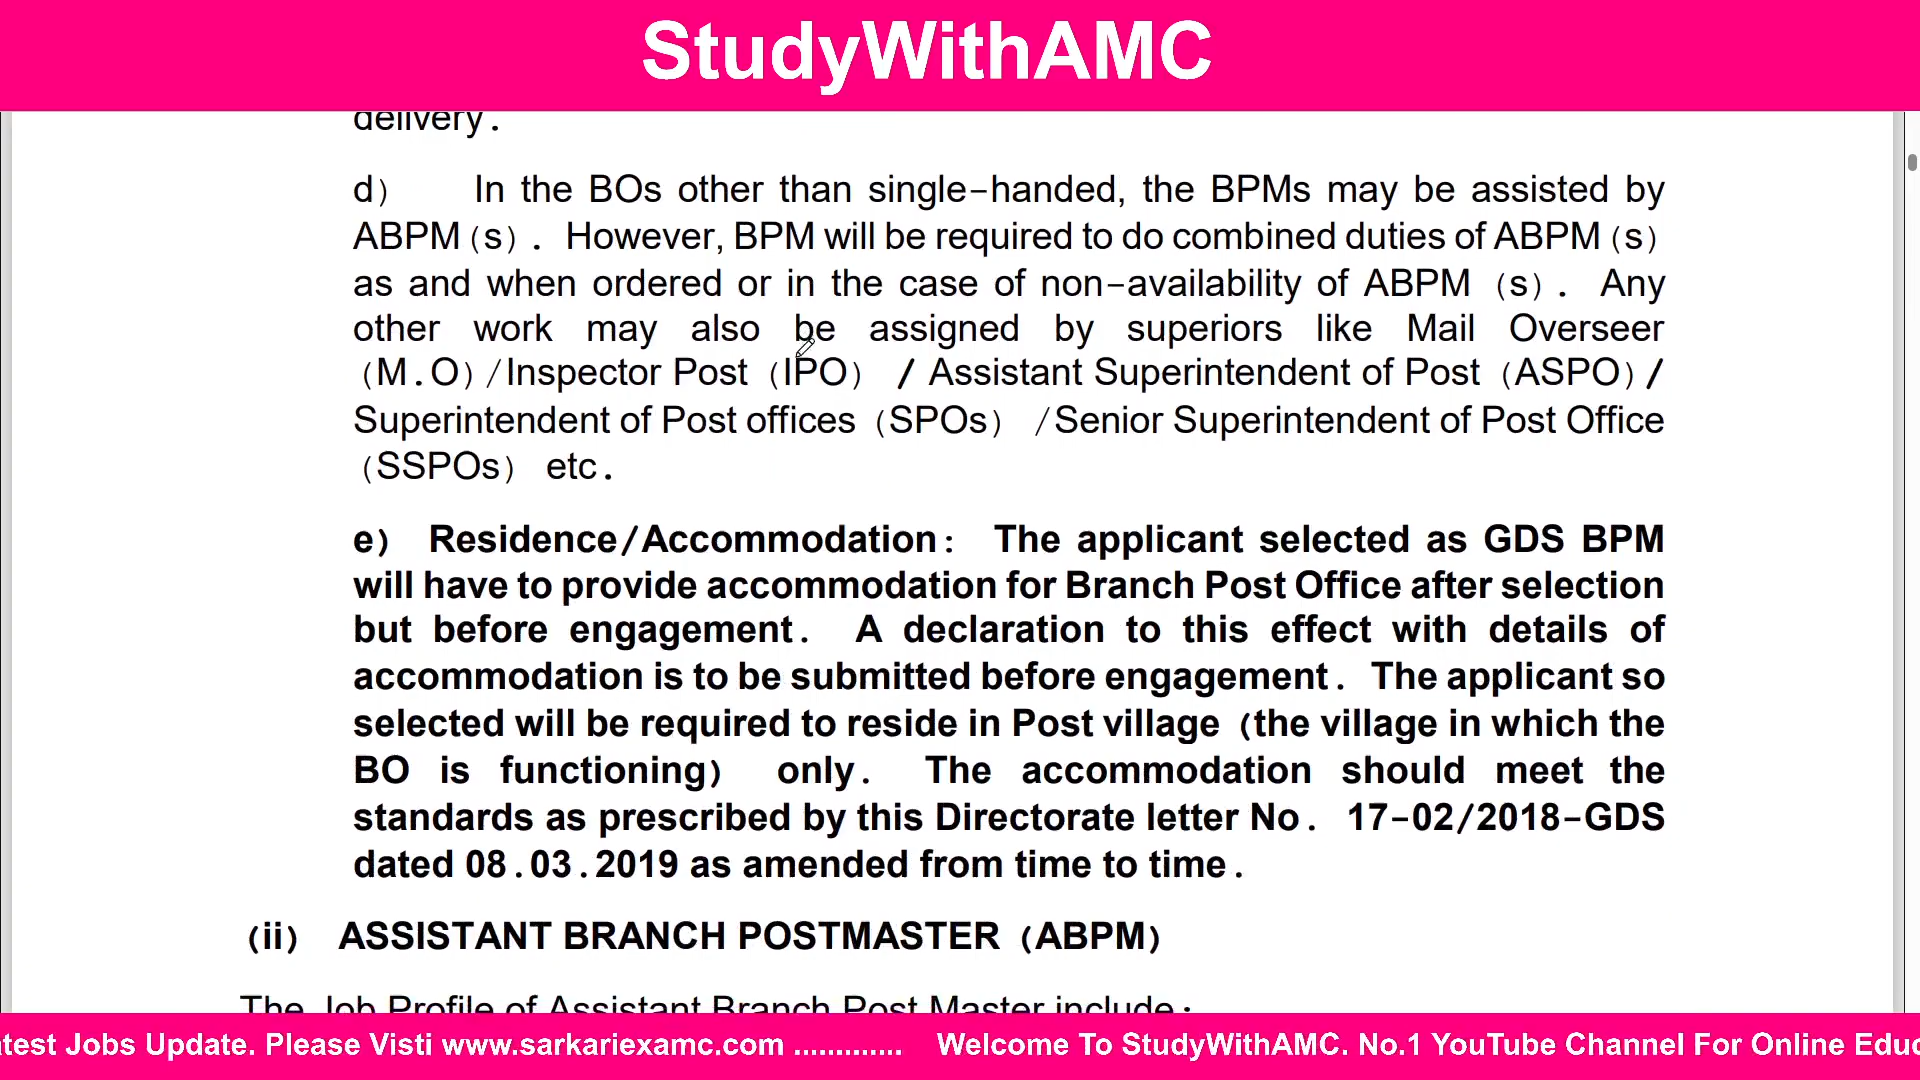 StudyWithAMC
delivery.
d) In the BOs other than single-handed, the BPMs may be assisted by
ABPM(s). However, BPM will be required to do combined duties of ABPM(s)
as and when ordered or in the case of non-availability of ABPM (s). Any
other work may also be assigned by superiors like Mail Overseer
(M.O)/Inspector Post (IPO) / Assistant Superintendent of Post (ASPO)/
Superintendent of Post offices (SPOs) /Senior Superintendent of Post Office
(SSPOs) etc.
e) Residence/Accommodation: The applicant selected as GDS BPM
will have to provide accommodation for Branch Post Office after selection
but before engagement. A declaration to this effect with details of
accommodation is to be submitted before engagement. The applicant so
selected will be required to reside in Post village (the village in which the
BO is functioning) only. The accommodation should meet the
standards as prescribed by this Directorate letter No. 17-02/2018-GDS
dated 08.03.2019 as amended from time to time.
(ii) ASSISTANT BRANCH POSTMASTER (ABPM)
The Job Profile of Assistant Branch Post Master include:
test Jobs Update. Please Visti www.sarkariexamc.com ............. Welcome To StudyWithAMC. No.1 YouTube Channel For Online Educ